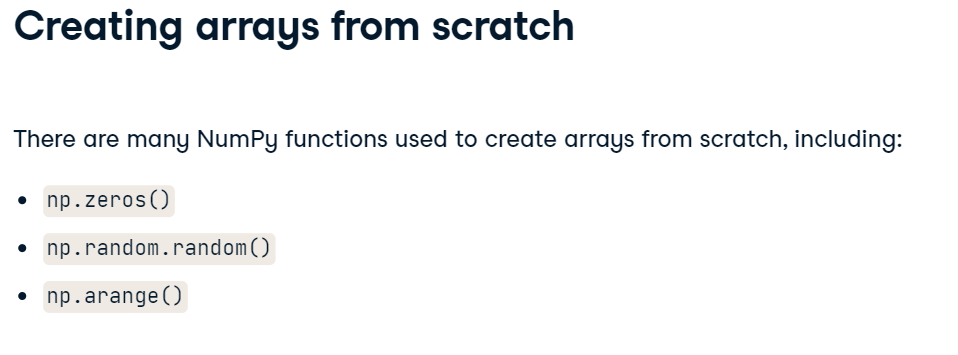 Creating arrays from scratch
There are many NumPy functions used to create arrays from scratch, including:
• np.zeros()
• np.random.random()
• np.arange()